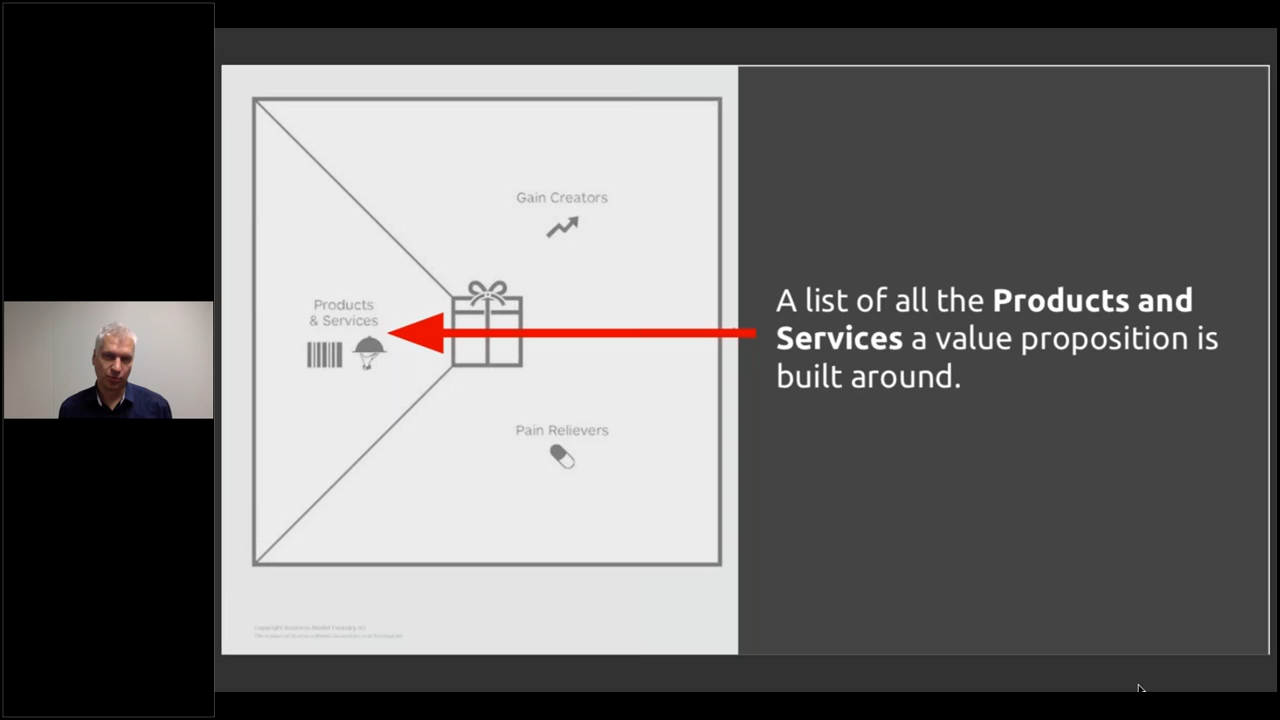 Gain Creators
Products
& Services
Pain Relievers
A list of all the Products and
Services a value proposition is
built around.